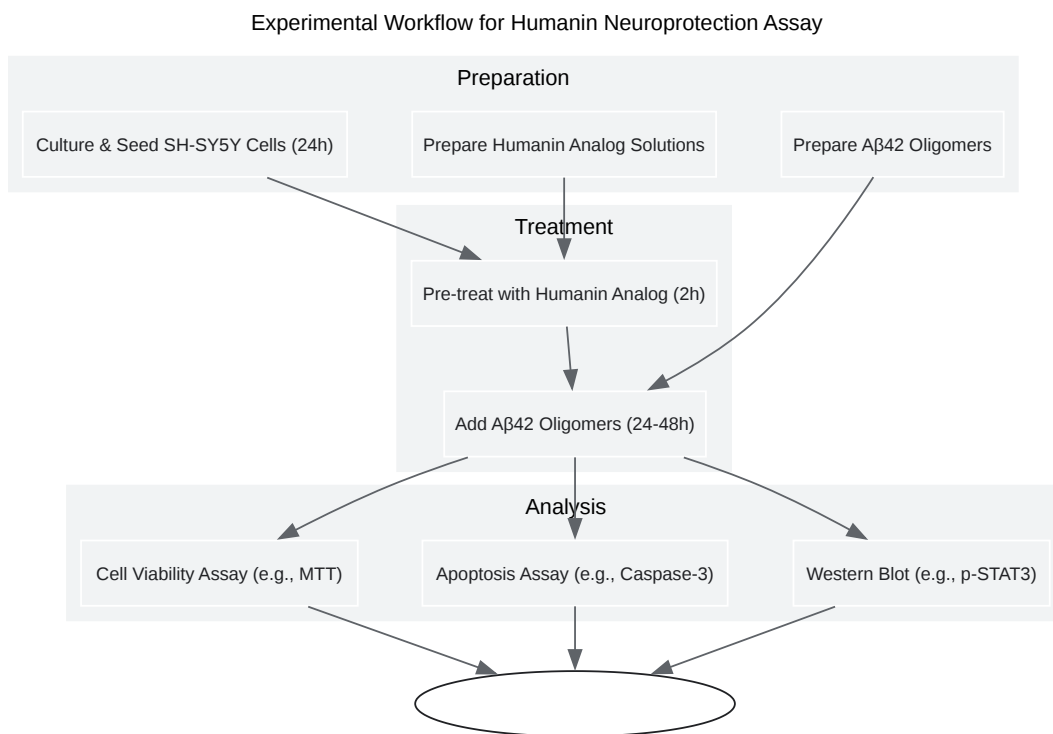 Experimental Workflow for Humanin Neuroprotection Assay
Preparation
Culture & Seed SH-SY5Y Cells (24h)
Prepare Humanin Analog Solutions
Prepare Aβ42 Oligomers
Treatment
Pre-treat with Humanin Analog (2h)
Add Aβ42 Oligomers (24-48h)
Analysis
Cell Viability Assay (e.g., MTT)
Apoptosis Assay (e.g., Caspase-3)
Western Blot (e.g., p-STAT3)